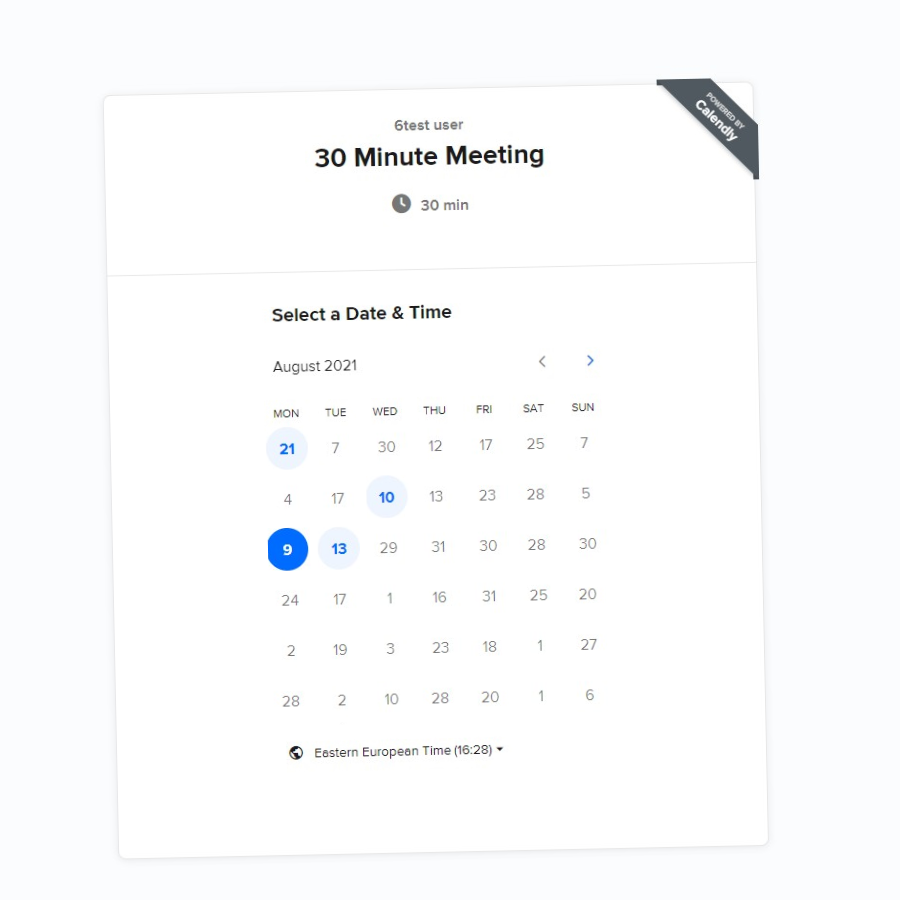 POWERED BY
Calendly
6test user
30 Minute Meeting
30 min
Select a Date & Time
August 2021
MON TUE WED THU FRI SAT SUN
21 7 30 12 17 25 7
4 17 10 13 23 28 5
9 13 29 31 30 28 30
24 17 1 16 31 25 20
2 19 3 23 18 1 27
28 2 10 28 20 1 6
Eastern European Time (16:28)